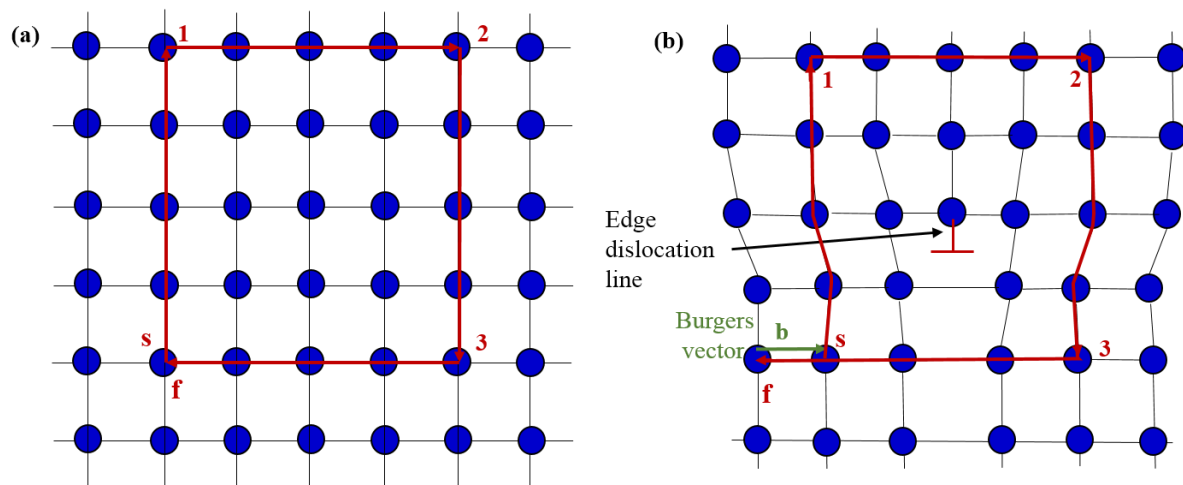 (a)
1
2
s
3
f
(b)
1
2
Edge
dislocation
line
Burgers
vector
b
s
3
f